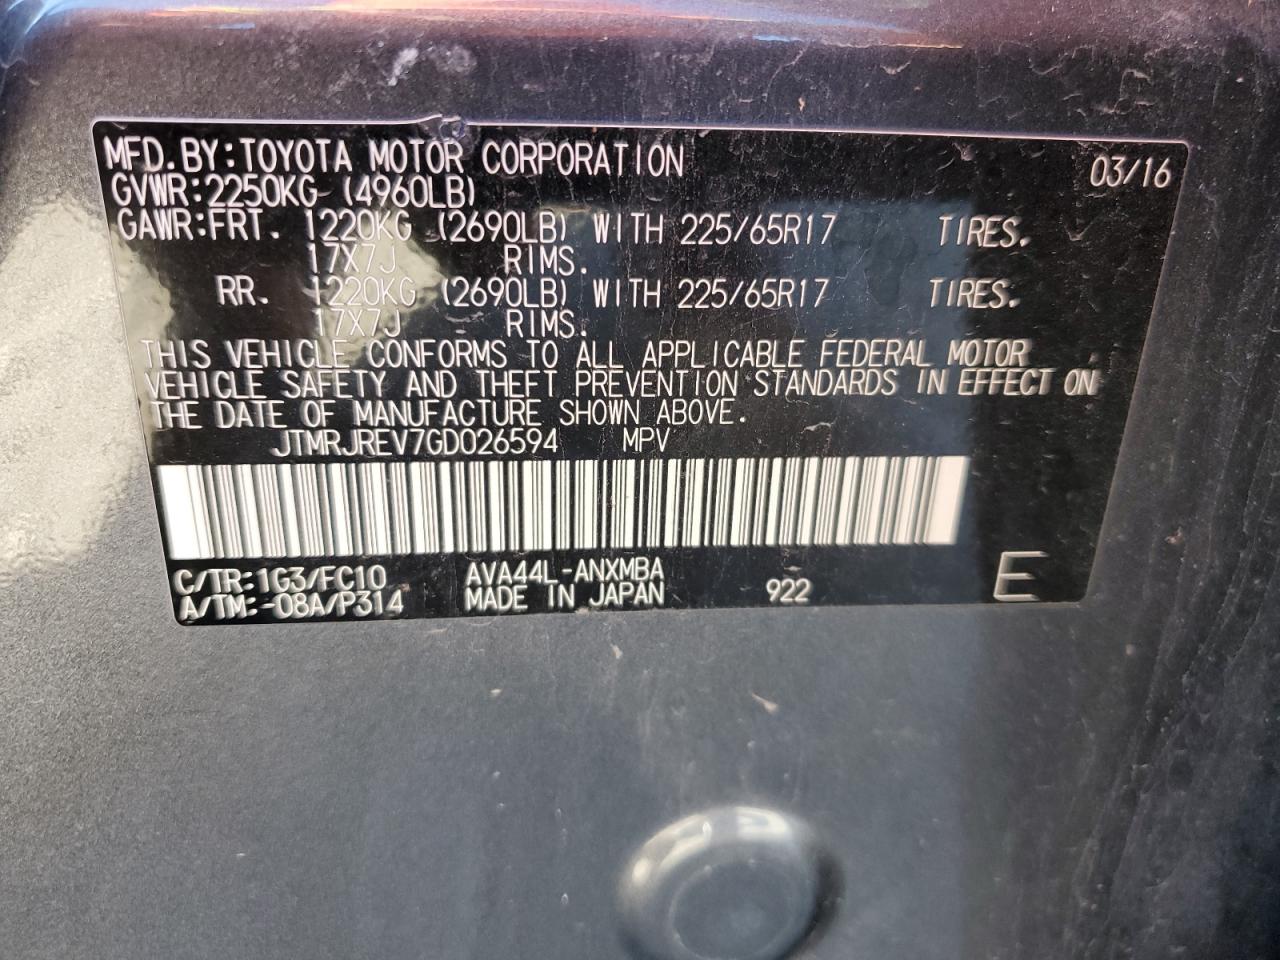 MFD.BY:TOYOTA MOTOR CORPORATION 03/16
GVWR:2250KG (4960LB)
GAWR:FRT. 1220KG (2690LB) WITH 225/65R17 TIRES.
17X7J RIMS.
RR. 1220KG (2690LB) WITH 225/65R17 TIRES.
17X7J RIMS.
THIS VEHICLE CONFORMS TO ALL APPLICABLE FEDERAL MOTOR
VEHICLE SAFETY AND THEFT PREVENTION STANDARDS IN EFFECT ON
THE DATE OF MANUFACTURE SHOWN ABOVE.
JTMRJREV7GD026594 MPV
C/TR:1G3/FC10 AVA44L-ANXMBA
A/TM:-08A/P314 MADE IN JAPAN 922 E